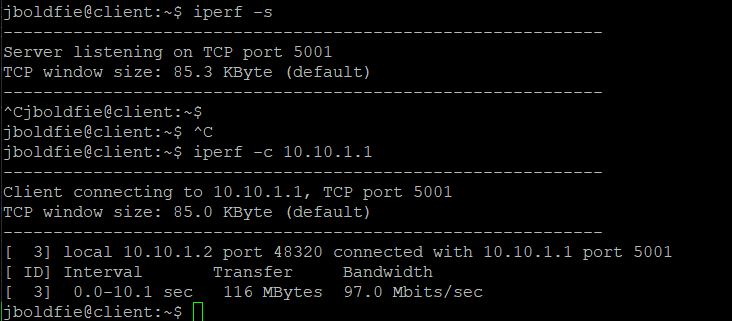 jboldfie@client:~$ iperf -s
------------------------------------------------------------
Server listening on TCP port 5001
TCP window size: 85.3 KByte (default)
------------------------------------------------------------
^Cjboldfie@client:~$
jboldfie@client:~$ ^C
jboldfie@client:~$ iperf -c 10.10.1.1
------------------------------------------------------------
Client connecting to 10.10.1.1, TCP port 5001
TCP window size: 85.0 KByte (default)
------------------------------------------------------------
[  3] local 10.10.1.2 port 48320 connected with 10.10.1.1 port 5001
[ ID] Interval       Transfer     Bandwidth
[  3]  0.0-10.1 sec   116 MBytes  97.0 Mbits/sec
jboldfie@client:~$